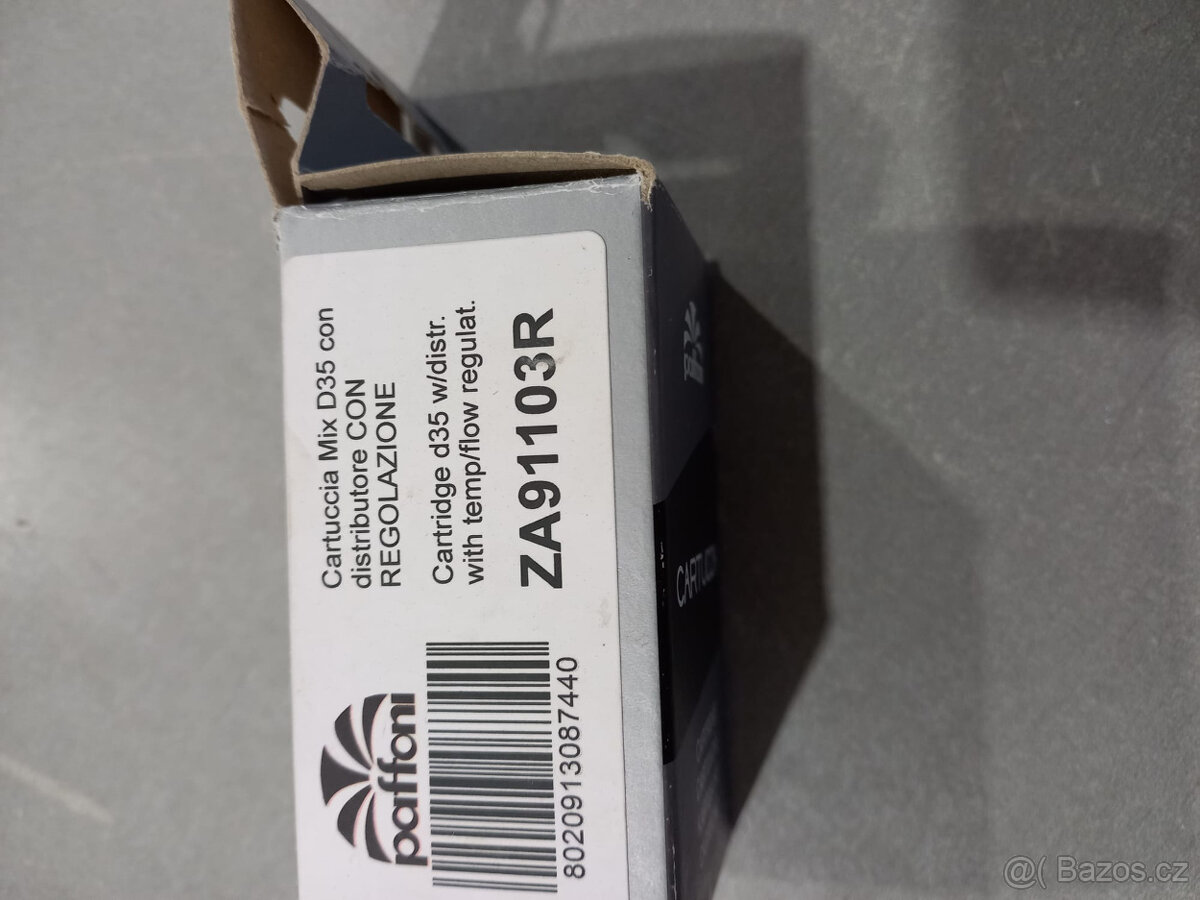 Cartuccia Mix D35 con
distributore CON
REGOLAZIONE
Cartridge d35 w/distr.
with temp/flow regulat.
ZA91103R
paffoni
8020913087440
@( Bazos.cz